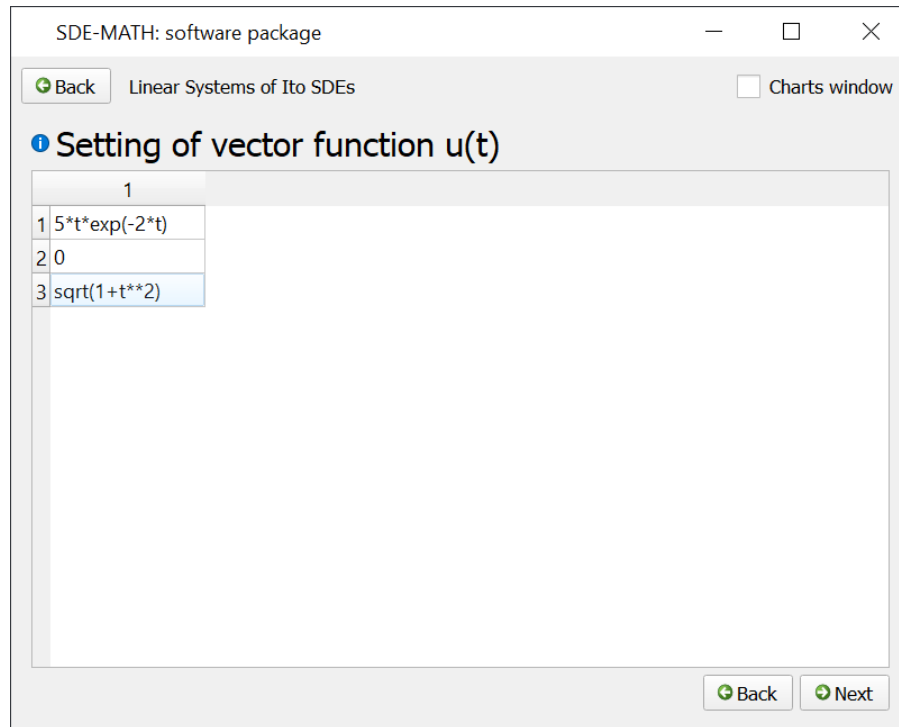 SDE-MATH: software package
Back Linear Systems of Ito SDEs Charts window
Setting of vector function u(t)
1
1 5*t*exp(-2*t)
2 0
3 sqrt(1+t**2)
Back Next